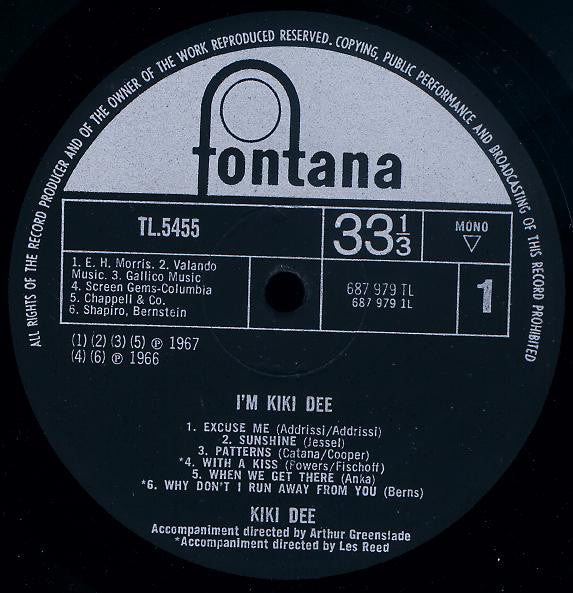 ALL RIGHTS OF THE RECORD PRODUCER AND OF THE OWNER OF THE WORK REPRODUCED RESERVED. COPYING, PUBLIC PERFORMANCE AND BROADCASTING OF THIS RECORD PROHIBITED
fontana
TL.5455
33 1/3
MONO
1. E. H. Morris. 2. Valando
Music. 3. Gallico Music
4. Screen Gems-Columbia
5. Chappell & Co.
6. Shapiro, Bernstein
687 979 TL
687 979 1L
1
(1) (2) (3) (5) ℗ 1967
(4) (6) ℗ 1966
I'M KIKI DEE
1. EXCUSE ME (Addrissi/Addrissi)
2. SUNSHINE (Jessel)
3. PATTERNS (Catana/Cooper)
*4. WITH A KISS (Fowers/Fischoff)
5. WHEN WE GET THERE (Anka)
*6. WHY DON'T I RUN AWAY FROM YOU (Berns)
KIKI DEE
Accompaniment directed by Arthur Greenslade
*Accompaniment directed by Les Reed